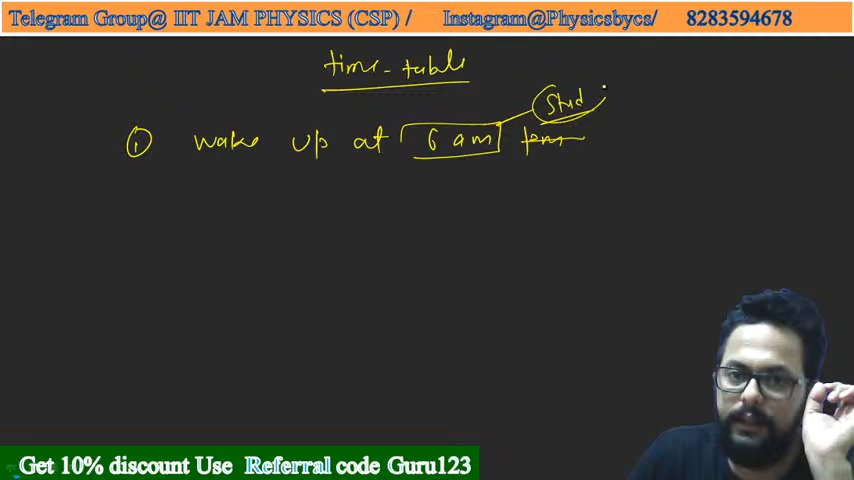 Telegram Group@ IIT JAM PHYSICS (CSP) / Instagram@Physicsbycs/ 8283594678
time-table
Stud
① wake up at 6 am
Get 10% discount Use Referral code Guru123